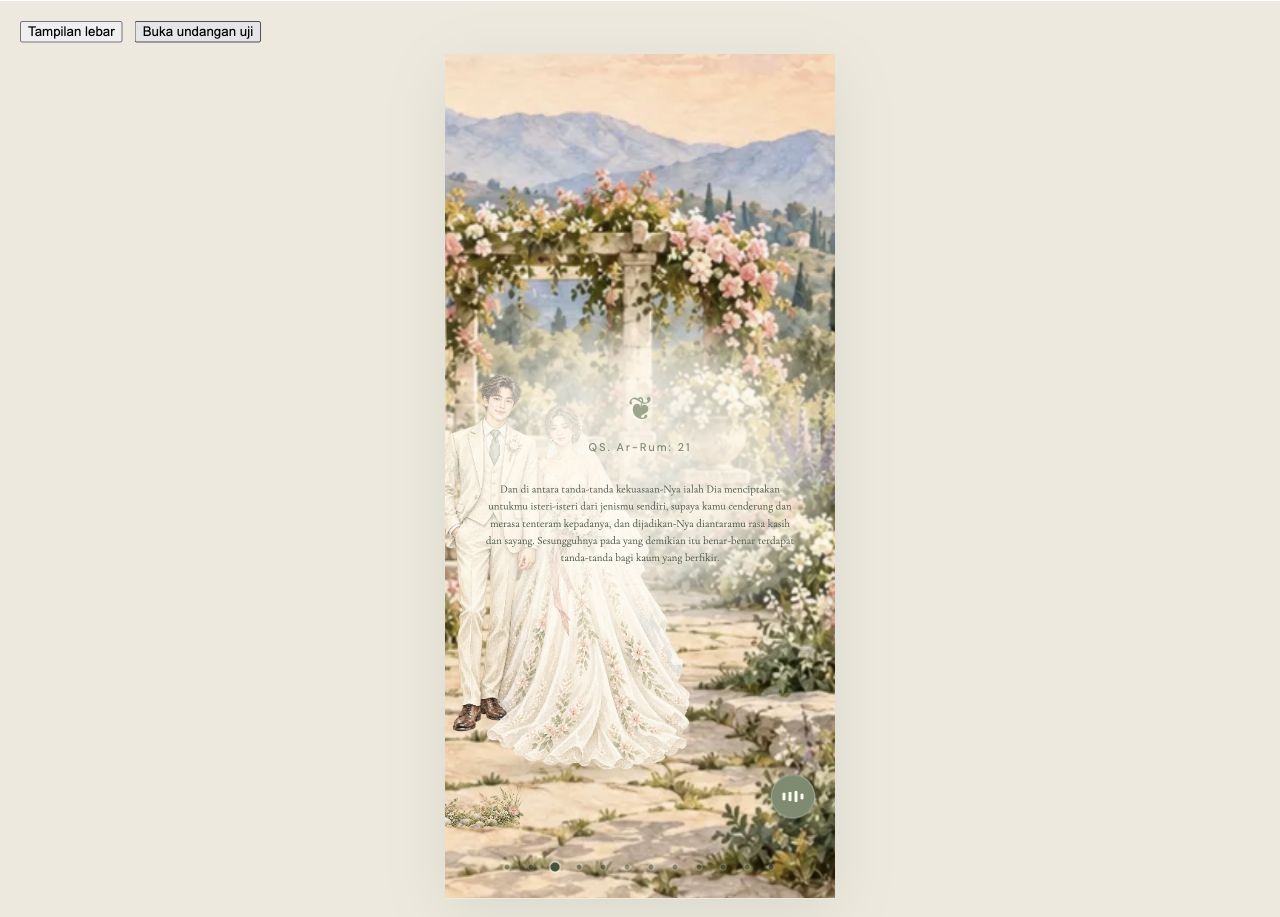 Tampilan lebar
Buka undangan uji
QS. Ar-Rum: 21
Dan di antara tanda-tanda kekuasaan-Nya ialah Dia menciptakan
untukmu isteri-isteri dari jenismu sendiri, supaya kamu cenderung dan
merasa tenteram kepadanya, dan dijadikan-Nya diantaramu rasa kasih
dan sayang. Sesungguhnya pada yang demikian itu benar-benar terdapat
tanda-tanda bagi kaum yang berfikir.